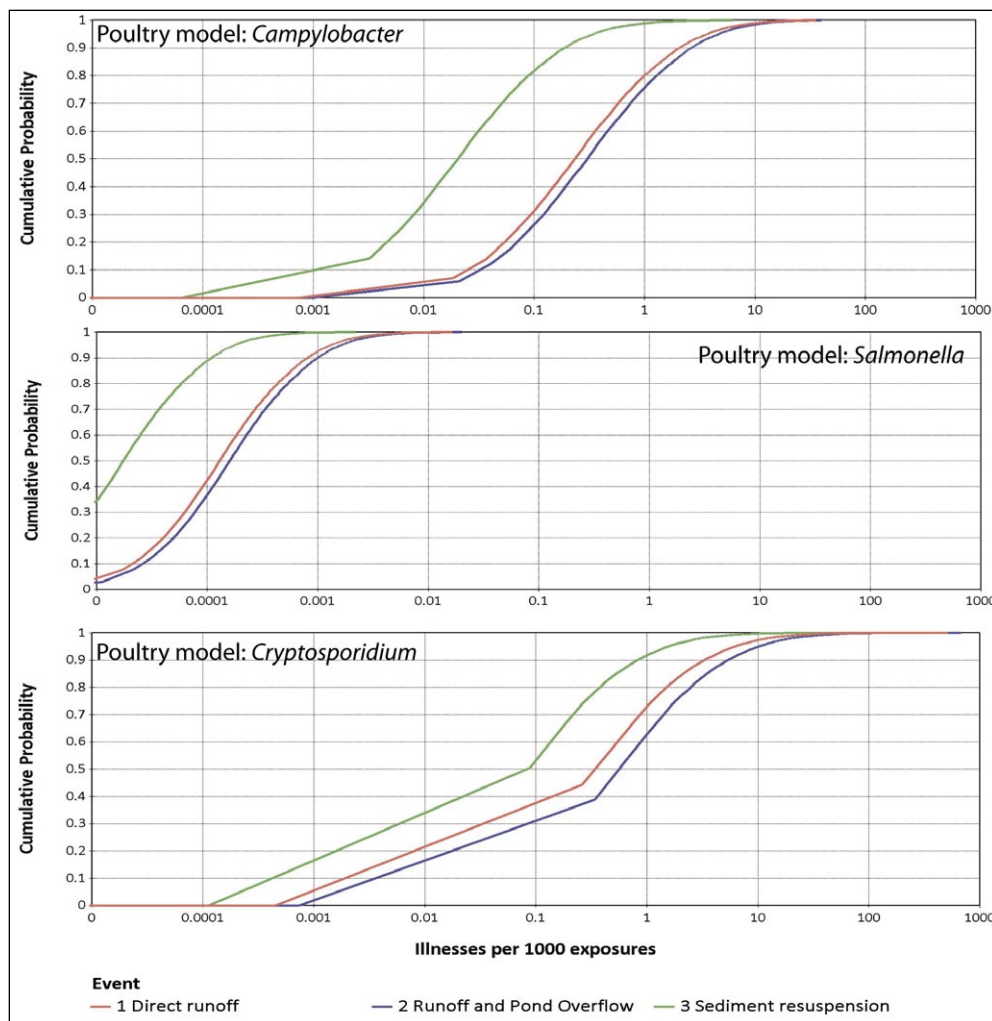 Poultry model: Campylobacter
Cumulative Probability
1
0.9
0.8
0.7
0.6
0.5
0.4
0.3
0.2
0.1
0
0 0.0001 0.001 0.01 0.1 1 10 100 1000
Poultry model: Salmonella
Cumulative Probability
1
0.9
0.8
0.7
0.6
0.5
0.4
0.3
0.2
0.1
0
0 0.0001 0.001 0.01 0.1 1 10 100 1000
Poultry model: Cryptosporidium
Cumulative Probability
1
0.9
0.8
0.7
0.6
0.5
0.4
0.3
0.2
0.1
0
0 0.0001 0.001 0.01 0.1 1 10 100 1000
Illnesses per 1000 exposures
Event
1 Direct runoff 2 Runoff and Pond Overflow 3 Sediment resuspension